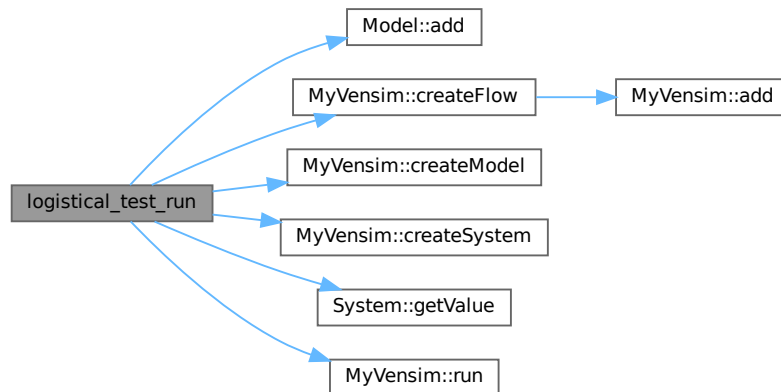 Model::add
MyVensim::createFlow
MyVensim::add
MyVensim::createModel
logistical_test_run
MyVensim::createSystem
System::getValue
MyVensim::run